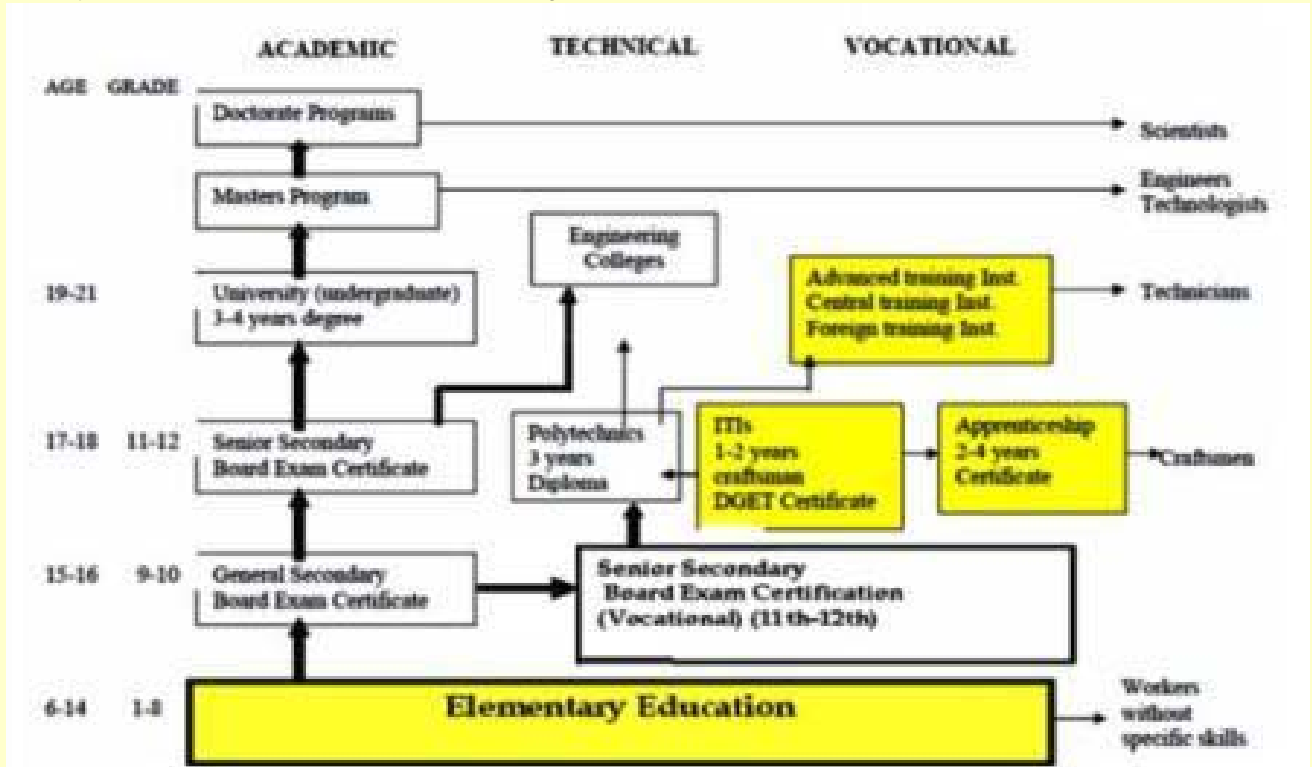 ACADEMIC TECHNICAL VOCATIONAL
AGE GRADE
Doctorate Programs
Scientists
Masters Program
Engineers
Technologists
Engineering
Colleges
19-21
University (undergraduate)
3-4 years degree
Advanced training Inst.
Central training Inst.
Foreign training Inst.
Technicians
17-18 11-12
Senior Secondary
Board Exam Certificate
Polytechnics
3 years
Diploma
ITIs
1-2 years
craftsman
DGET Certificate
Apprenticeship
2-4 years
Certificate
Craftsmen
15-16 9-10
General Secondary
Board Exam Certificate
Senior Secondary
Board Exam Certification
(Vocational) (11th-12th)
6-14 1-8
Elementary Education
Workers
without
specific skills